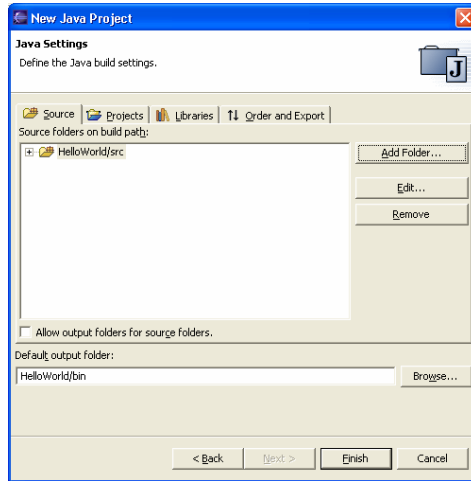 New Java Project
Java Settings
Define the Java build settings.
J
Source Projects Libraries Order and Export
Source folders on build path:
HelloWorld/src
Add Folder...
Edit...
Remove
Allow output folders for source folders.
Default output folder:
HelloWorld/bin
Browse...
< Back Next > Finish Cancel